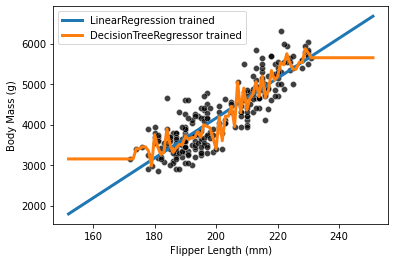 LinearRegression trained
DecisionTreeRegressor trained
Body Mass (g)
6000
5000
4000
3000
2000
160
180
200
220
240
Flipper Length (mm)